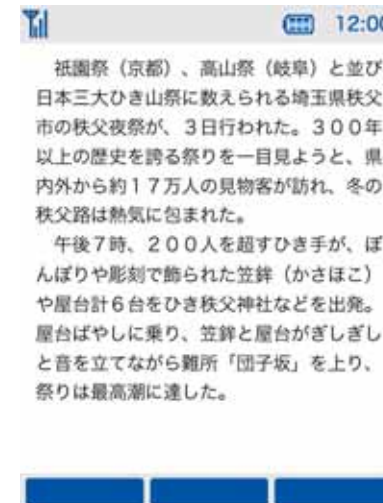 12:00
　祇園祭（京都）、高山祭（岐阜）と並び
日本三大ひき山祭に数えられる埼玉県秩父
市の秩父夜祭が、３日行われた。３００年
以上の歴史を誇る祭りを一目見ようと、県
内外から約１７万人の見物客が訪れ、冬の
秩父路は熱気に包まれた。
　午後７時、２００人を超すひき手が、ぼ
んぼりや彫刻で飾られた笠鉾（かさほこ）
や屋台計６台をひき秩父神社などを出発。
屋台ばやしに乗り、笠鉾と屋台がぎしぎし
と音を立てながら難所「団子坂」を上り、
祭りは最高潮に達した。